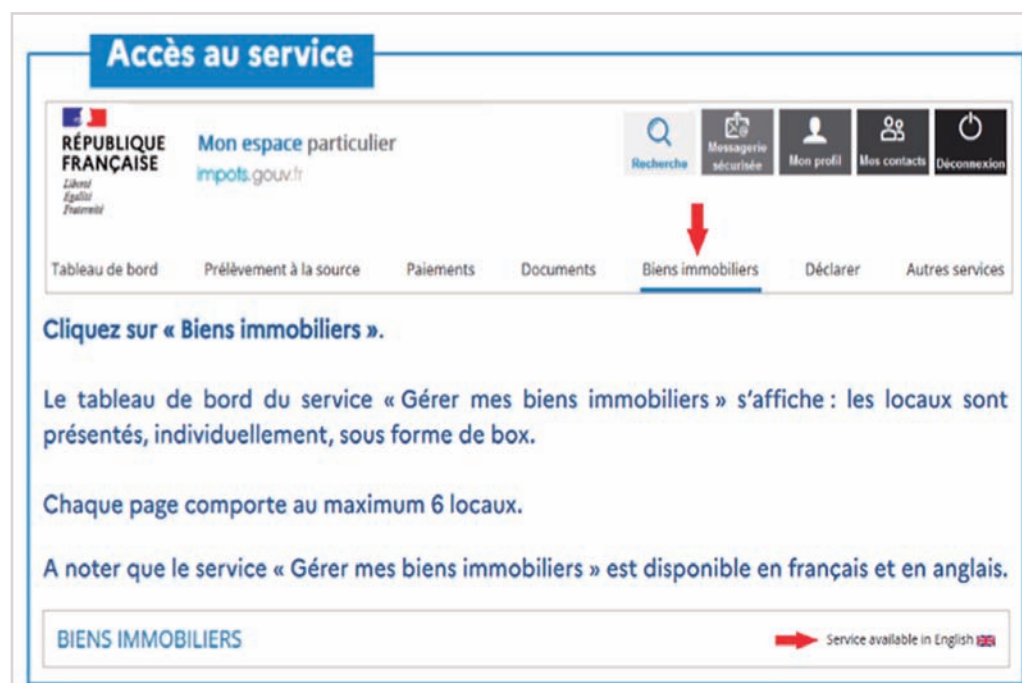 Accès au service
RÉPUBLIQUE
FRANÇAISE
Liberté
Égalité
Fraternité
Mon espace particulier
impots.gouv.fr
Recherche
Messagerie
sécurisée
Mon profil
Mes contacts
Déconnexion
Tableau de bord Prélèvement à la source Paiements Documents Biens immobiliers Déclarer Autres services
Cliquez sur « Biens immobiliers ».
Le tableau de bord du service « Gérer mes biens immobiliers » s’affiche : les locaux sont
présentés, individuellement, sous forme de box.
Chaque page comporte au maximum 6 locaux.
A noter que le service « Gérer mes biens immobiliers » est disponible en français et en anglais.
BIENS IMMOBILIERS
Service available in English